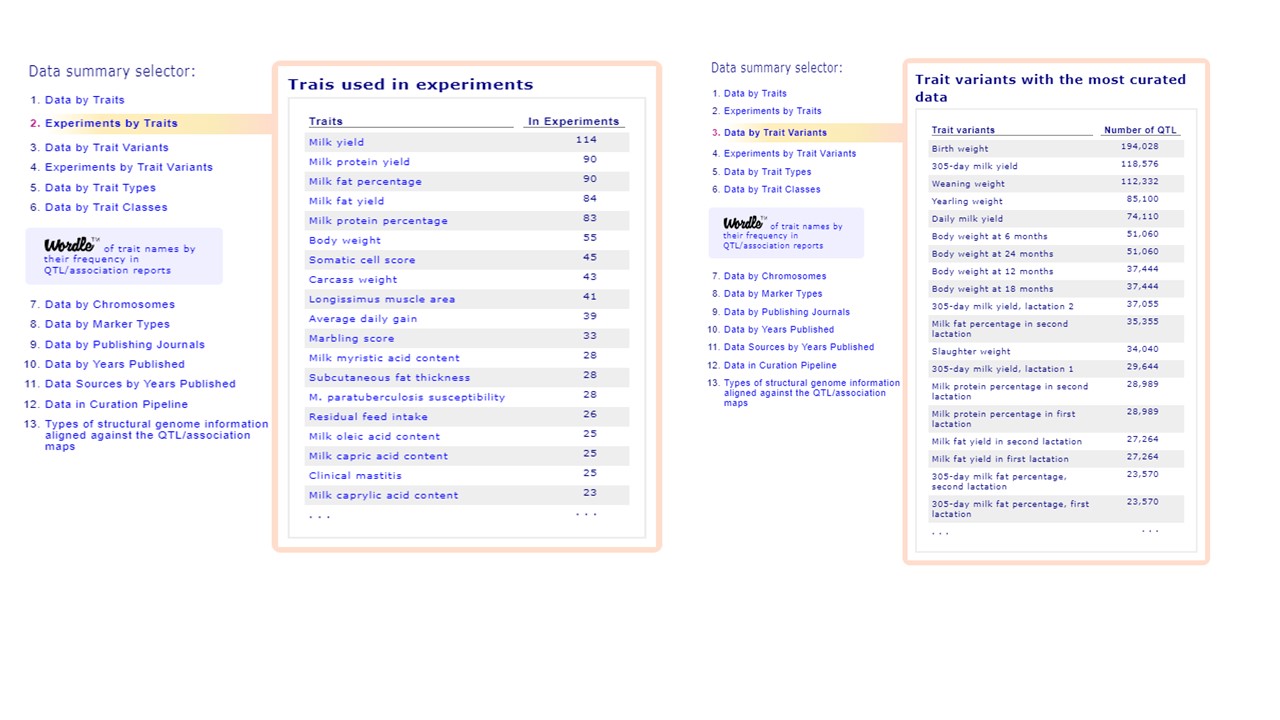 Data summary selector:
1. Data by Traits
2. Experiments by Traits
3. Data by Trait Variants
4. Experiments by Trait Variants
5. Data by Trait Types
6. Data by Trait Classes
Wordle™ of trait names by
their frequency in
QTL/association reports
7. Data by Chromosomes
8. Data by Marker Types
9. Data by Publishing Journals
10. Data by Years Published
11. Data Sources by Years Published
12. Data in Curation Pipeline
13. Types of structural genome information
aligned against the QTL/association
maps
Trais used in experiments
Traits In Experiments
Milk yield 114
Milk protein yield 90
Milk fat percentage 90
Milk fat yield 84
Milk protein percentage 83
Body weight 55
Somatic cell score 45
Carcass weight 43
Longissimus muscle area 41
Average daily gain 39
Marbling score 33
Milk myristic acid content 28
Subcutaneous fat thickness 28
M. paratuberculosis susceptibility 28
Residual feed intake 26
Milk oleic acid content 25
Milk capric acid content 25
Clinical mastitis 25
Milk caprylic acid content 23
. . . . . .
Data summary selector:
1. Data by Traits
2. Experiments by Traits
3. Data by Trait Variants
4. Experiments by Trait Variants
5. Data by Trait Types
6. Data by Trait Classes
Wordle™ of trait names by
their frequency in
QTL/association reports
7. Data by Chromosomes
8. Data by Marker Types
9. Data by Publishing Journals
10. Data by Years Published
11. Data Sources by Years Published
12. Data in Curation Pipeline
13. Types of structural genome information
aligned against the QTL/association
maps
Trait variants with the most curated
data
Trait variants Number of QTL
Birth weight 194,028
305-day milk yield 118,576
Weaning weight 112,332
Yearling weight 85,100
Daily milk yield 74,110
Body weight at 6 months 51,060
Body weight at 24 months 51,060
Body weight at 12 months 37,444
Body weight at 18 months 37,444
305-day milk yield, lactation 2 37,055
Milk fat percentage in second 35,355
lactation
Slaughter weight 34,040
305-day milk yield, lactation 1 29,644
Milk protein percentage in second 28,989
lactation
Milk protein percentage in first 28,989
lactation
Milk fat yield in second lactation 27,264
Milk fat yield in first lactation 27,264
305-day milk fat percentage, 23,570
second lactation
305-day milk fat percentage, first 23,570
lactation
. . . . . .